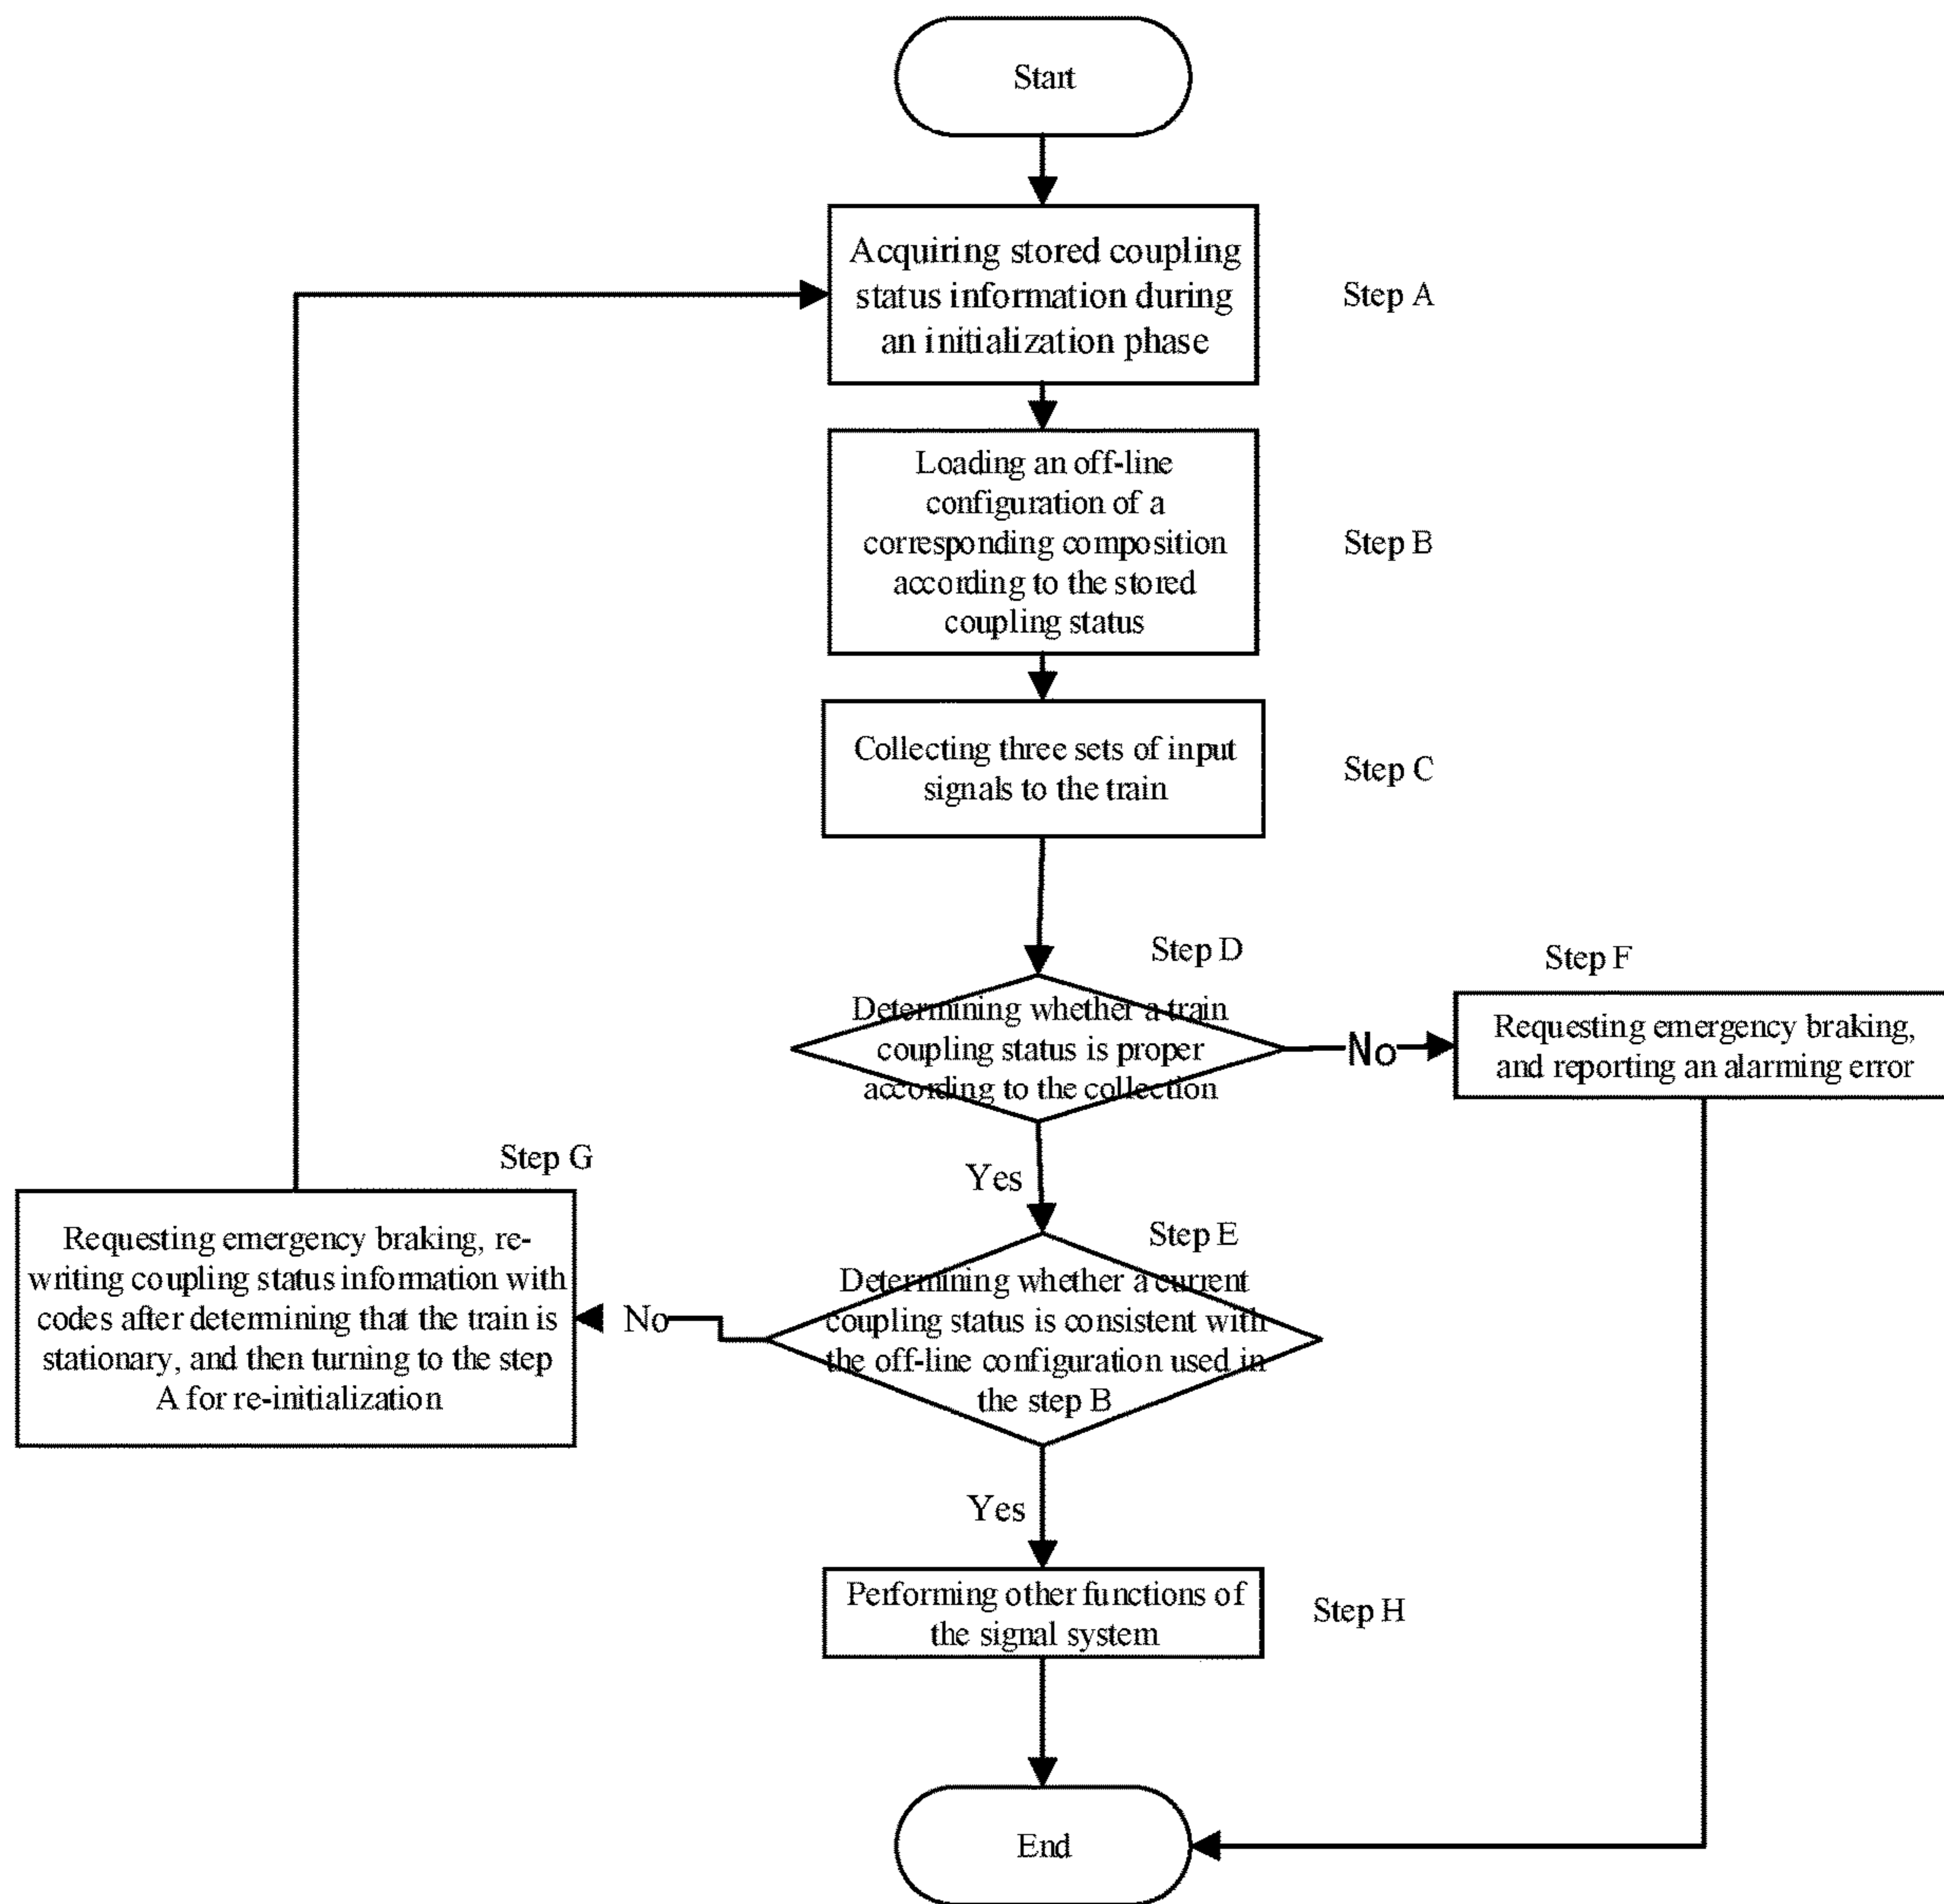 Start
Acquiring stored coupling
status information during
an initialization phase
Step A
Loading an off-line
configuration of a
corresponding composition
according to the stored
coupling status
Step B
Collecting three sets of input
signals to the train
Step C
Step D
Determining whether a train
coupling status is proper
according to the collection
No
Step F
Requesting emergency braking,
and reporting an alarming error
Yes
Step E
Determining whether a current
coupling status is consistent with
the off-line configuration used in
the step B
No
Step G
Requesting emergency braking, re-
writing coupling status information with
codes after determining that the train is
stationary, and then turning to the step
A for re-initialization
Yes
Performing other functions of
the signal system
Step H
End